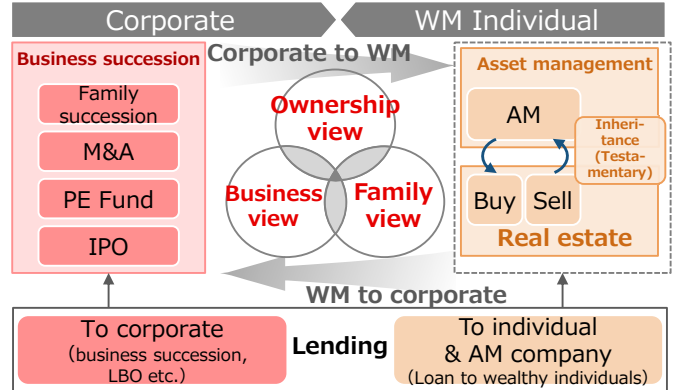 Corporate
WM Individual
Business succession
Family
succession
M&A
PE Fund
IPO
Corporate to WM
Ownership
view
Business
view
Family
view
WM to corporate
Asset management
AM
Inheri-
tance
(Testa-
mentary)
Buy
Sell
Real estate
To corporate
(business succession,
LBO etc.)
Lending
To individual
& AM company
(Loan to wealthy individuals)